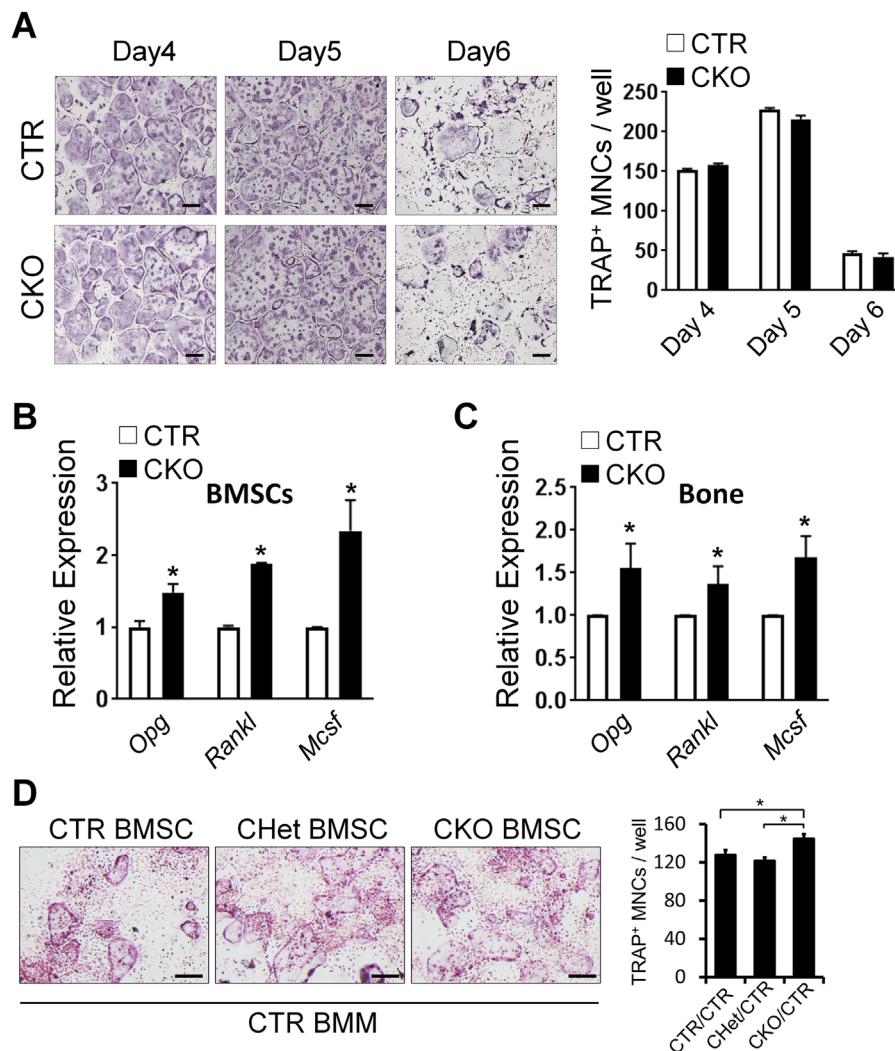 A
Day4 Day5 Day6
CTR
CKO
CTR
CKO
TRAP⁺ MNCs / well
250
200
150
100
50
0
Day 4 Day 5 Day 6
B
CTR
CKO
BMSCs
Relative Expression
3
2
1
0
* * *
Opg Rankl Mcsf
C
CTR
CKO
Bone
Relative Expression
2.5
2.0
1.5
1.0
0.5
0.0
* * *
Opg Rankl Mcsf
D
CTR BMSC CHet BMSC CKO BMSC
CTR BMM
TRAP⁺ MNCs / well
160
120
80
40
0
*
*
CTR/CTR CHet/CTR CKO/CTR